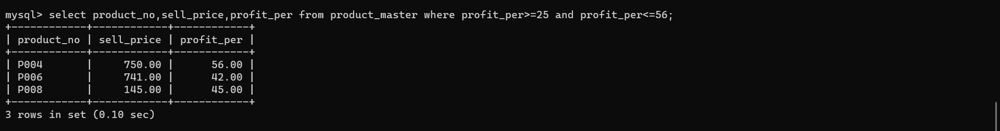 mysql> select product_no,sell_price,profit_per from product_master where profit_per>=25 and profit_per<=56;
+------------+------------+------------+
| product_no | sell_price | profit_per |
+------------+------------+------------+
| P004       |     750.00 |      56.00 |
| P006       |     741.00 |      42.00 |
| P008       |     145.00 |      45.00 |
+------------+------------+------------+
3 rows in set (0.10 sec)